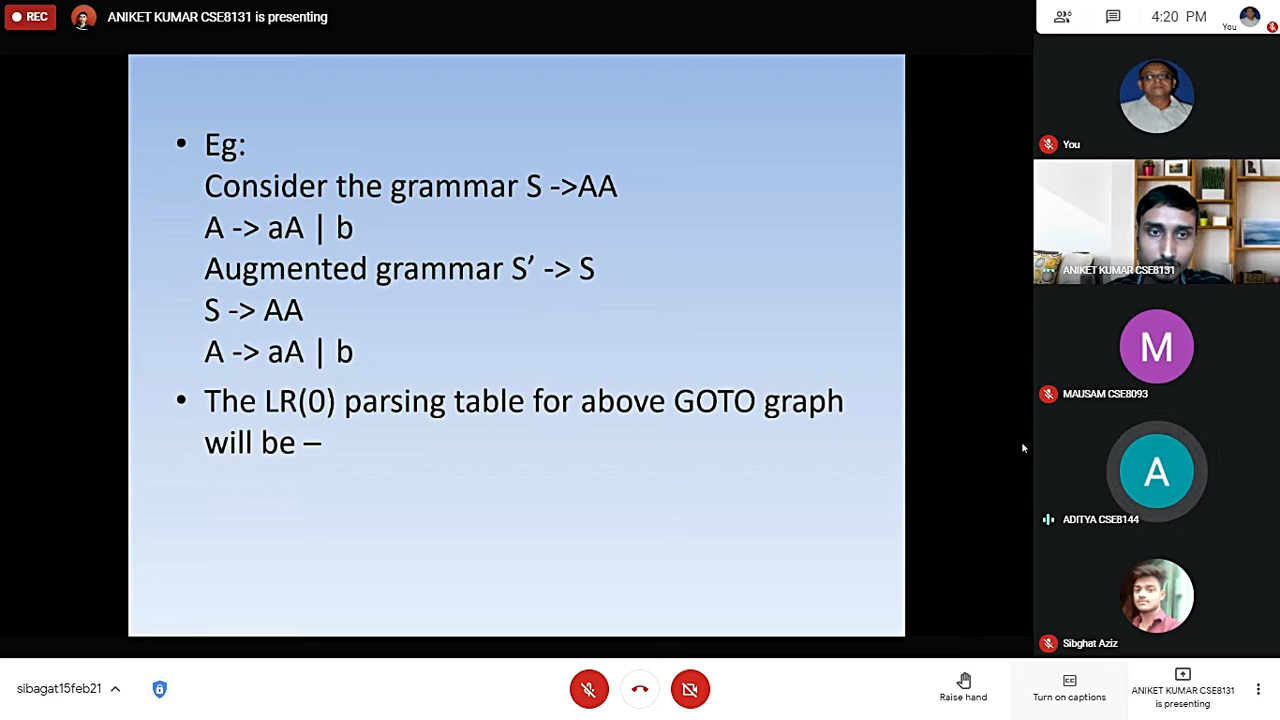 REC
ANIKET KUMAR CSE8131 is presenting
6
4:20 PM
You
• Eg:
Consider the grammar S ->AA
A -> aA | b
Augmented grammar S’ -> S
S -> AA
A -> aA | b
• The LR(0) parsing table for above GOTO graph
will be –
You
ANIKET KUMAR CSE8131
M
MAUSAM CSE8093
A
ADITYA CSE8144
Sibghat Aziz
sibagat15feb21
Raise hand
Turn on captions
ANIKET KUMAR CSE8131
is presenting